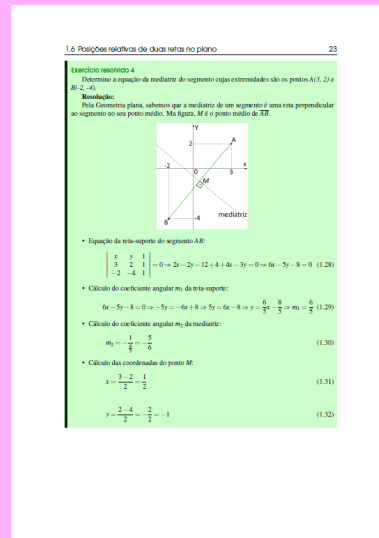 1.6 Posições relativas de duas retas no plano 23
Exercício resolvido 4
Determine a equação da mediatriz do segmento cujas extremidades são os pontos A(3, 2) e
B(-2, -4).
Resolução:
Pela Geometria plana, sabemos que a mediatriz de um segmento é uma reta perpendicular
ao segmento no seu ponto médio. Ma figura, M é o ponto médio de A̅B̅.
y
2 A
-2 0 3 x
M
-4 mediatriz
B
• Equação da reta-suporte do segmento AB:
| x y 1 |
| 3 2 1 | = 0 ⇒ 2x − 2y − 12 + 4 + 4x − 3y = 0 ⇒ 6x − 5y − 8 = 0 (1.28)
| −2 −4 1 |
• Cálculo do coeficiente angular m₁ da reta-suporte:
6x − 5y − 8 = 0 ⇒ −5y = −6x + 8 ⇒ 5y = 6x − 8 ⇒ y = 6/5 x − 8/5 ⇒ m₁ = 6/5 (1.29)
• Cálculo do coeficiente angular m₂ da mediatriz:
m₂ = − 1/(6/5) = − 5/6 (1.30)
• Cálculo das coordenadas do ponto M:
x = (3 − 2)/2 = 1/2 (1.31)
y = (2 − 4)/2 = − 2/2 = −1 (1.32)